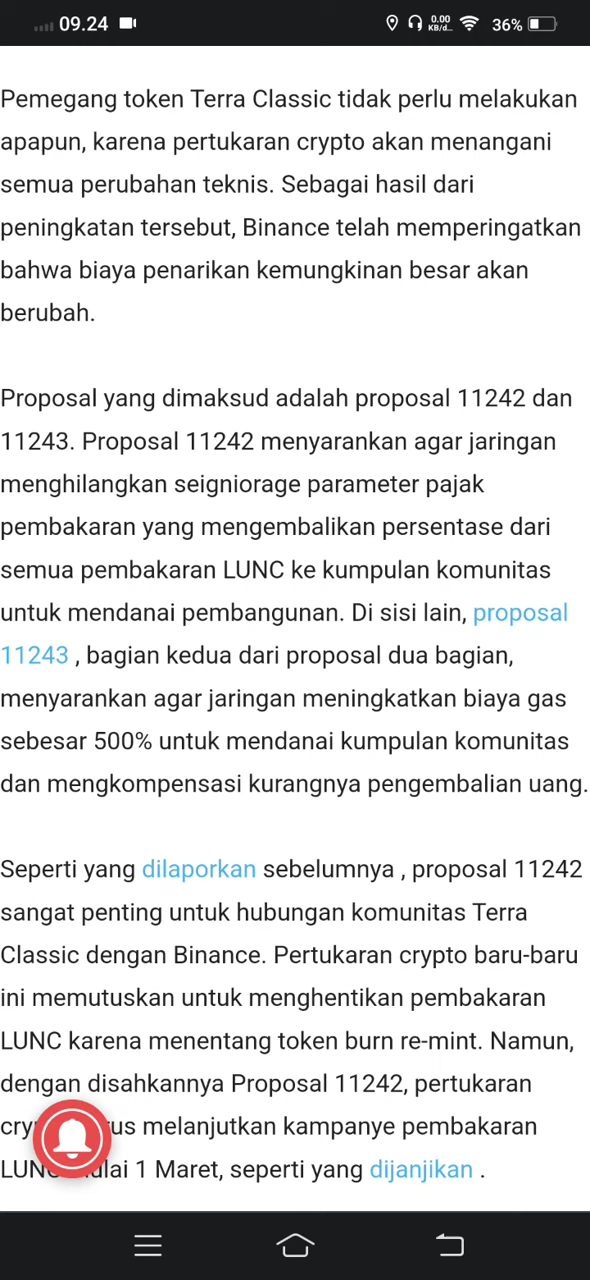 09.24
0.00
KB/d...
36%
Pemegang token Terra Classic tidak perlu melakukan
apapun, karena pertukaran crypto akan menangani
semua perubahan teknis. Sebagai hasil dari
peningkatan tersebut, Binance telah memperingatkan
bahwa biaya penarikan kemungkinan besar akan
berubah.
Proposal yang dimaksud adalah proposal 11242 dan
11243. Proposal 11242 menyarankan agar jaringan
menghilangkan seigniorage parameter pajak
pembakaran yang mengembalikan persentase dari
semua pembakaran LUNC ke kumpulan komunitas
untuk mendanai pembangunan. Di sisi lain, proposal
11243 , bagian kedua dari proposal dua bagian,
menyarankan agar jaringan meningkatkan biaya gas
sebesar 500% untuk mendanai kumpulan komunitas
dan mengkompensasi kurangnya pengembalian uang.
Seperti yang dilaporkan sebelumnya , proposal 11242
sangat penting untuk hubungan komunitas Terra
Classic dengan Binance. Pertukaran crypto baru-baru
ini memutuskan untuk menghentikan pembakaran
LUNC karena menentang token burn re-mint. Namun,
dengan disahkannya Proposal 11242, pertukaran
melanjutkan kampanye pembakaran
1 Maret, seperti yang dijanjikan .